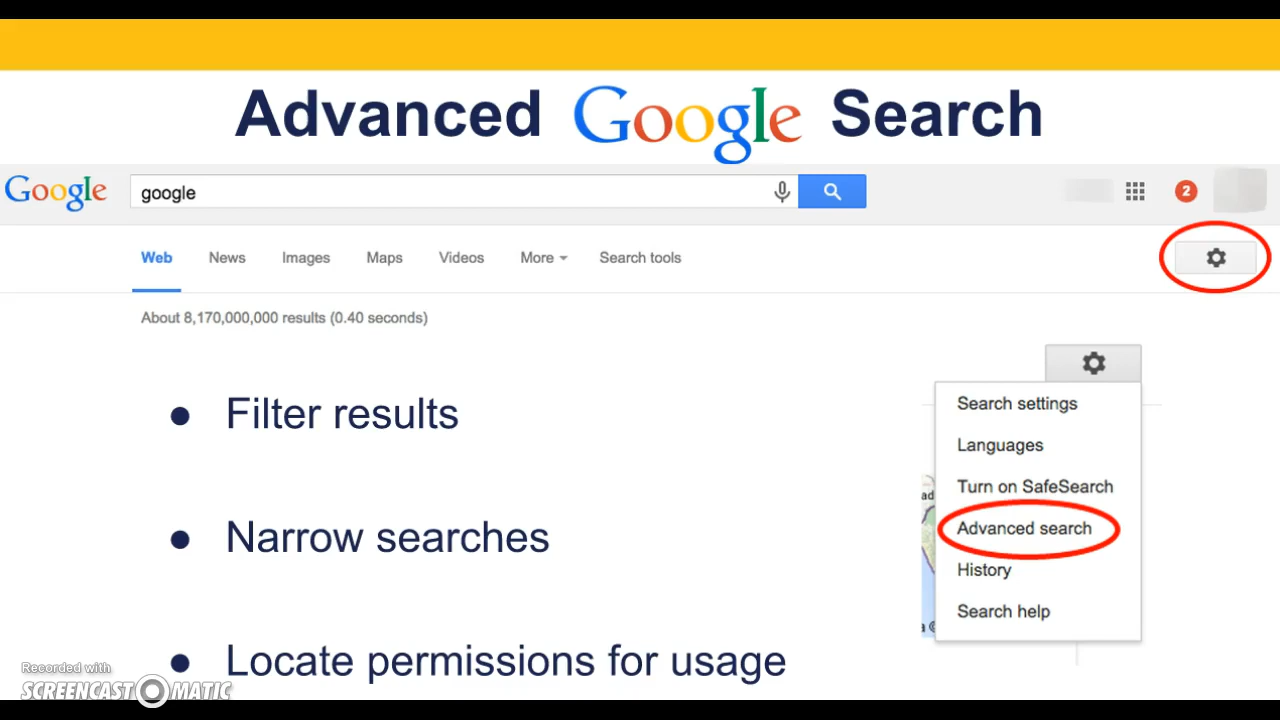 Advanced Google Search
Google google 2
Web News Images Maps Videos More Search tools
About 8,170,000,000 results (0.40 seconds)
● Filter results
● Narrow searches
● Locate permissions for usage
Search settings
Languages
Turn on SafeSearch
Advanced search
History
Search help
ad
a ©
Recorded with
SCREENCAST-O-MATIC